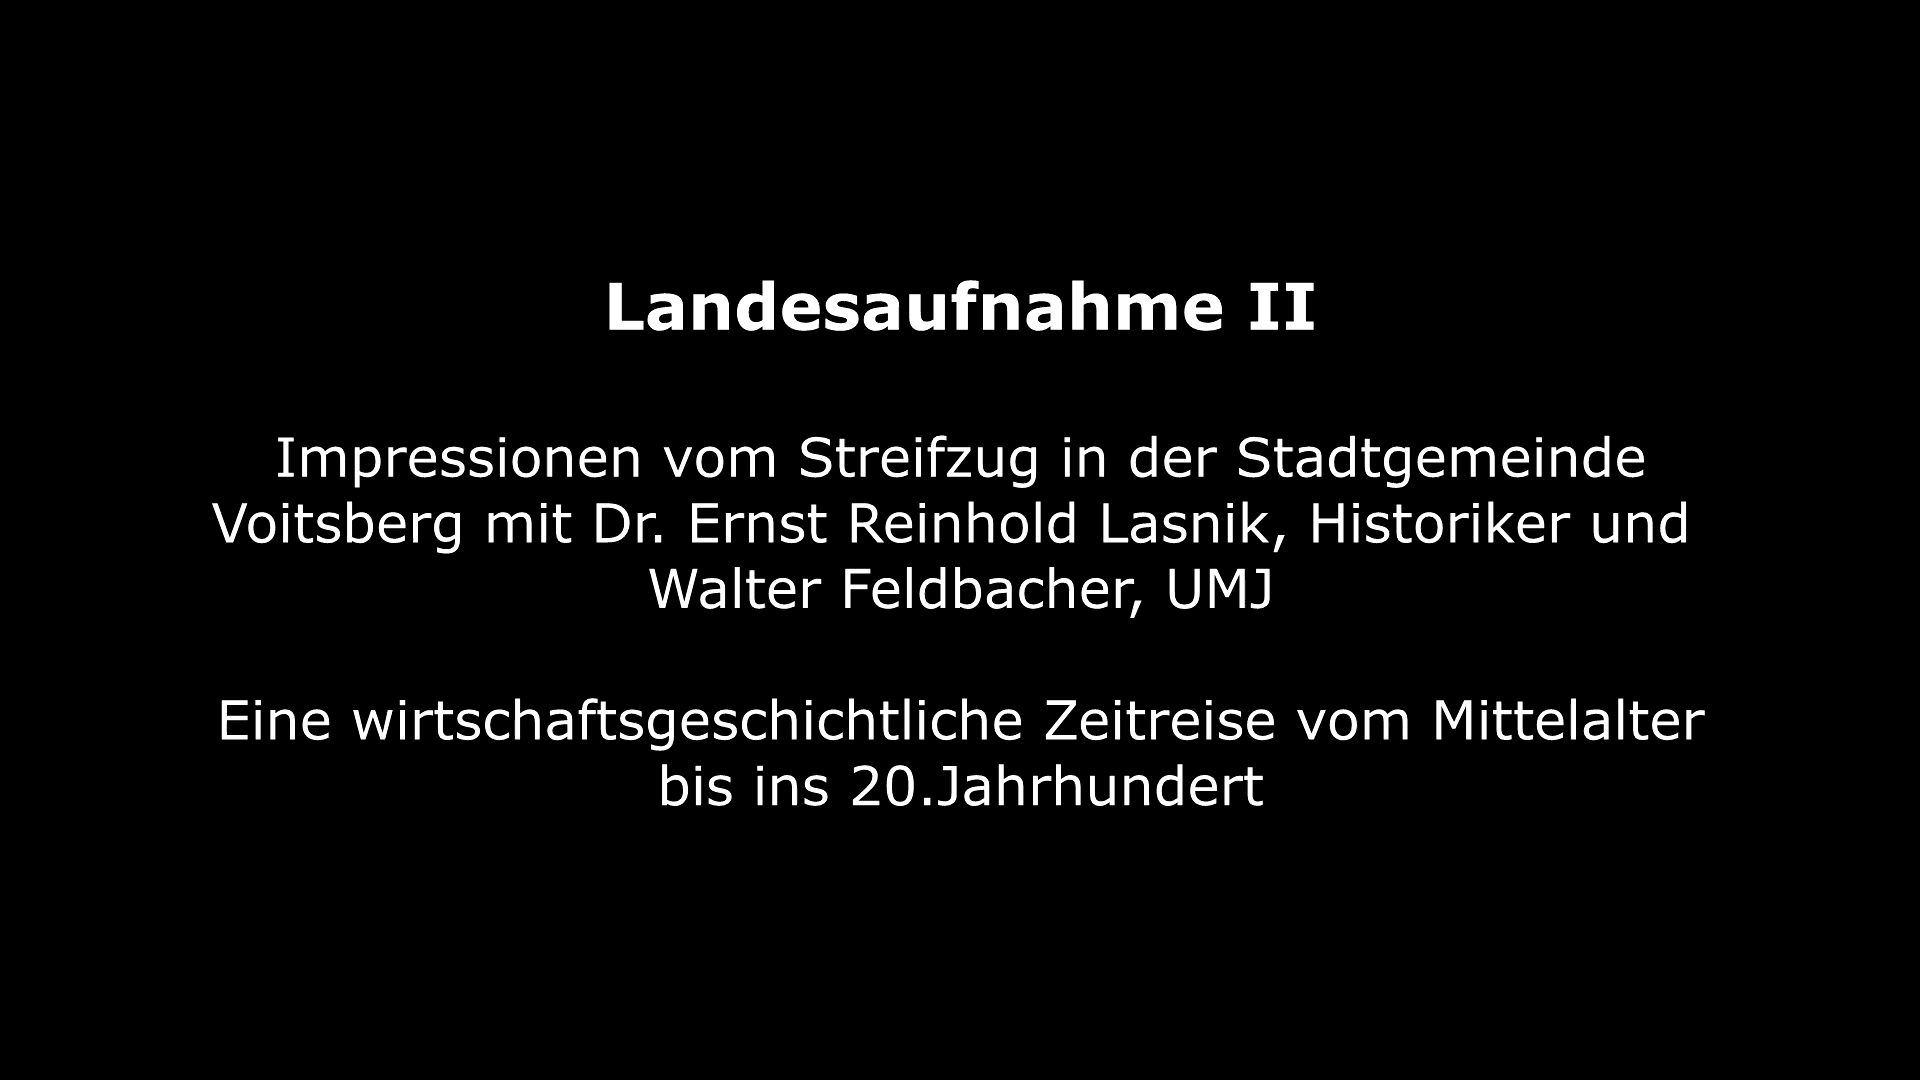 Landesaufnahme II
Impressionen vom Streifzug in der Stadtgemeinde
Voitsberg mit Dr. Ernst Reinhold Lasnik, Historiker und
Walter Feldbacher, UMJ
Eine wirtschaftsgeschichtliche Zeitreise vom Mittelalter
bis ins 20.Jahrhundert